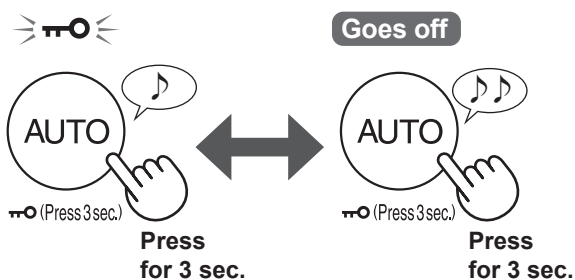 Goes off
AUTO
(Press 3 sec.)
Press
for 3 sec.
AUTO
(Press 3 sec.)
Press
for 3 sec.